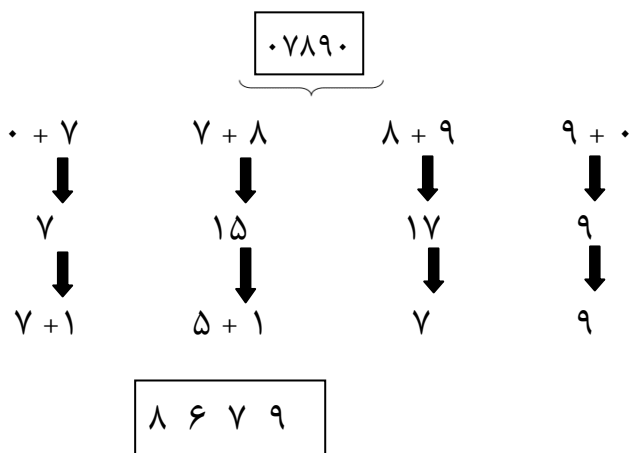 ۰۷۸۹۰
۰ + ۷ ۷ + ۸ ۸ + ۹ ۹ + ۰
۷ ۱۵ ۱۷ ۹
۷ +۱ ۵ + ۱ ۷ ۹
۸ ۶ ۷ ۹